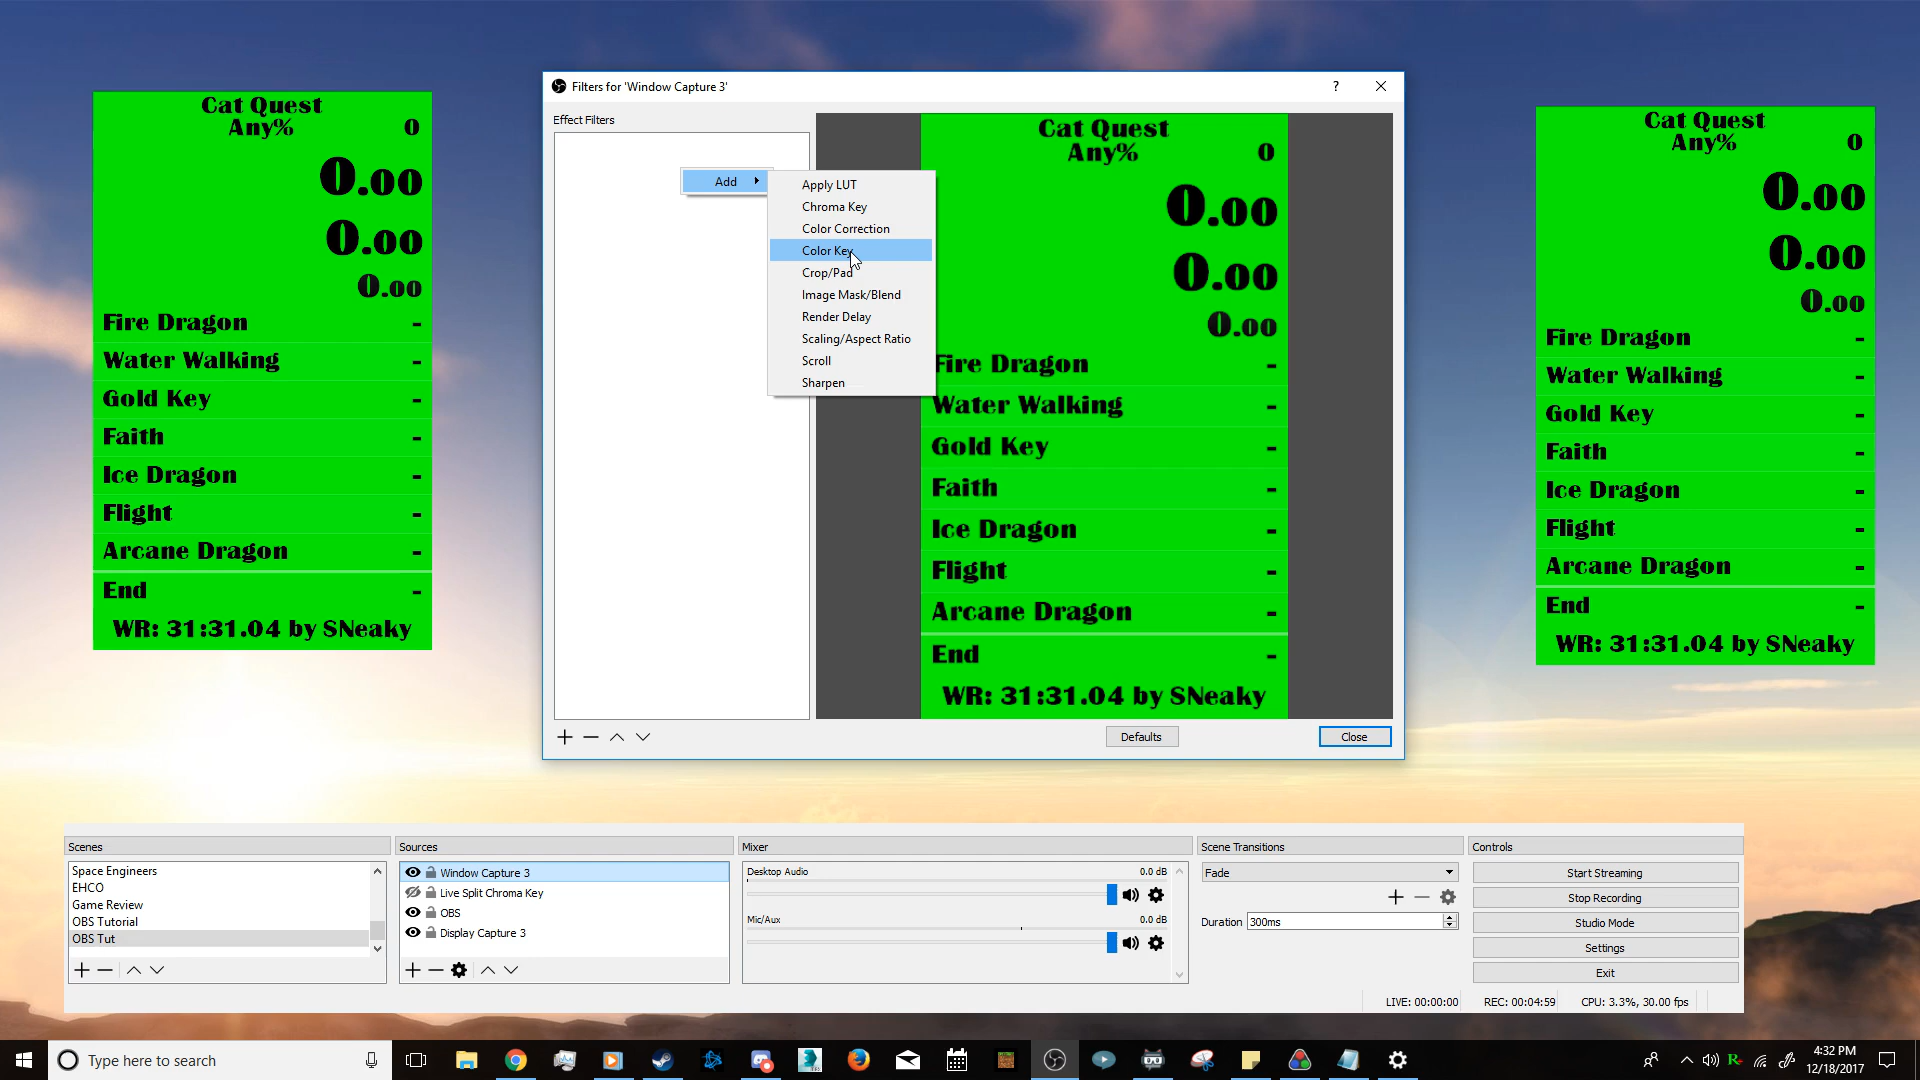 Cat Quest
Any% 0
0.00
0.00
0.00
Fire Dragon -
Water Walking -
Gold Key -
Faith -
Ice Dragon -
Flight -
Arcane Dragon -
End -
WR: 31:31.04 by SNeaky
Filters for 'Window Capture 3' ?
Effect Filters
Add
Apply LUT
Chroma Key
Color Correction
Color Key
Crop/Pad
Image Mask/Blend
Render Delay
Scaling/Aspect Ratio
Scroll
Sharpen
Cat Quest
Any% 0
0.00
0.00
0.00
Fire Dragon
Water Walking -
Gold Key -
Faith -
Ice Dragon -
Flight -
Arcane Dragon -
End -
WR: 31:31.04 by SNeaky
Defaults
Close
Cat Quest
Any% 0
0.00
0.00
0.00
Fire Dragon -
Water Walking -
Gold Key -
Faith -
Ice Dragon -
Flight -
Arcane Dragon -
End -
WR: 31:31.04 by SNeaky
Scenes
Space Engineers
EHCO
Game Review
OBS Tutorial
OBS Tut
Sources
Window Capture 3
Live Split Chroma Key
OBS
Display Capture 3
Mixer
Desktop Audio 0.0 dB
Mic/Aux 0.0 dB
Scene Transitions
Fade
Duration 300ms
Controls
Start Streaming
Stop Recording
Studio Mode
Settings
Exit
LIVE: 00:00:00 REC: 00:04:59 CPU: 3.3%, 30.00 fps
Type here to search
4:32 PM
12/18/2017